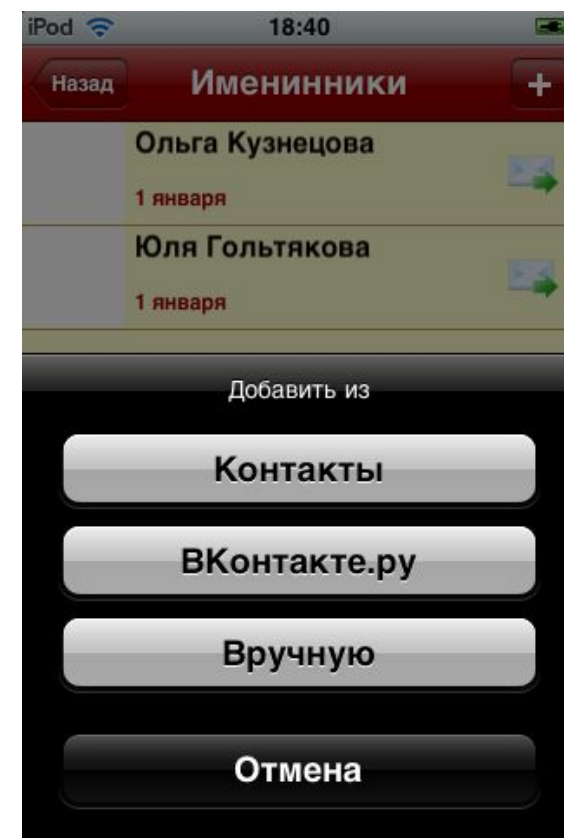 iPod 18:40
Назад Именинники +
Ольга Кузнецова
1 января
Юля Гольтякова
1 января
Добавить из
Контакты
ВКонтакте.ру
Вручную
Отмена